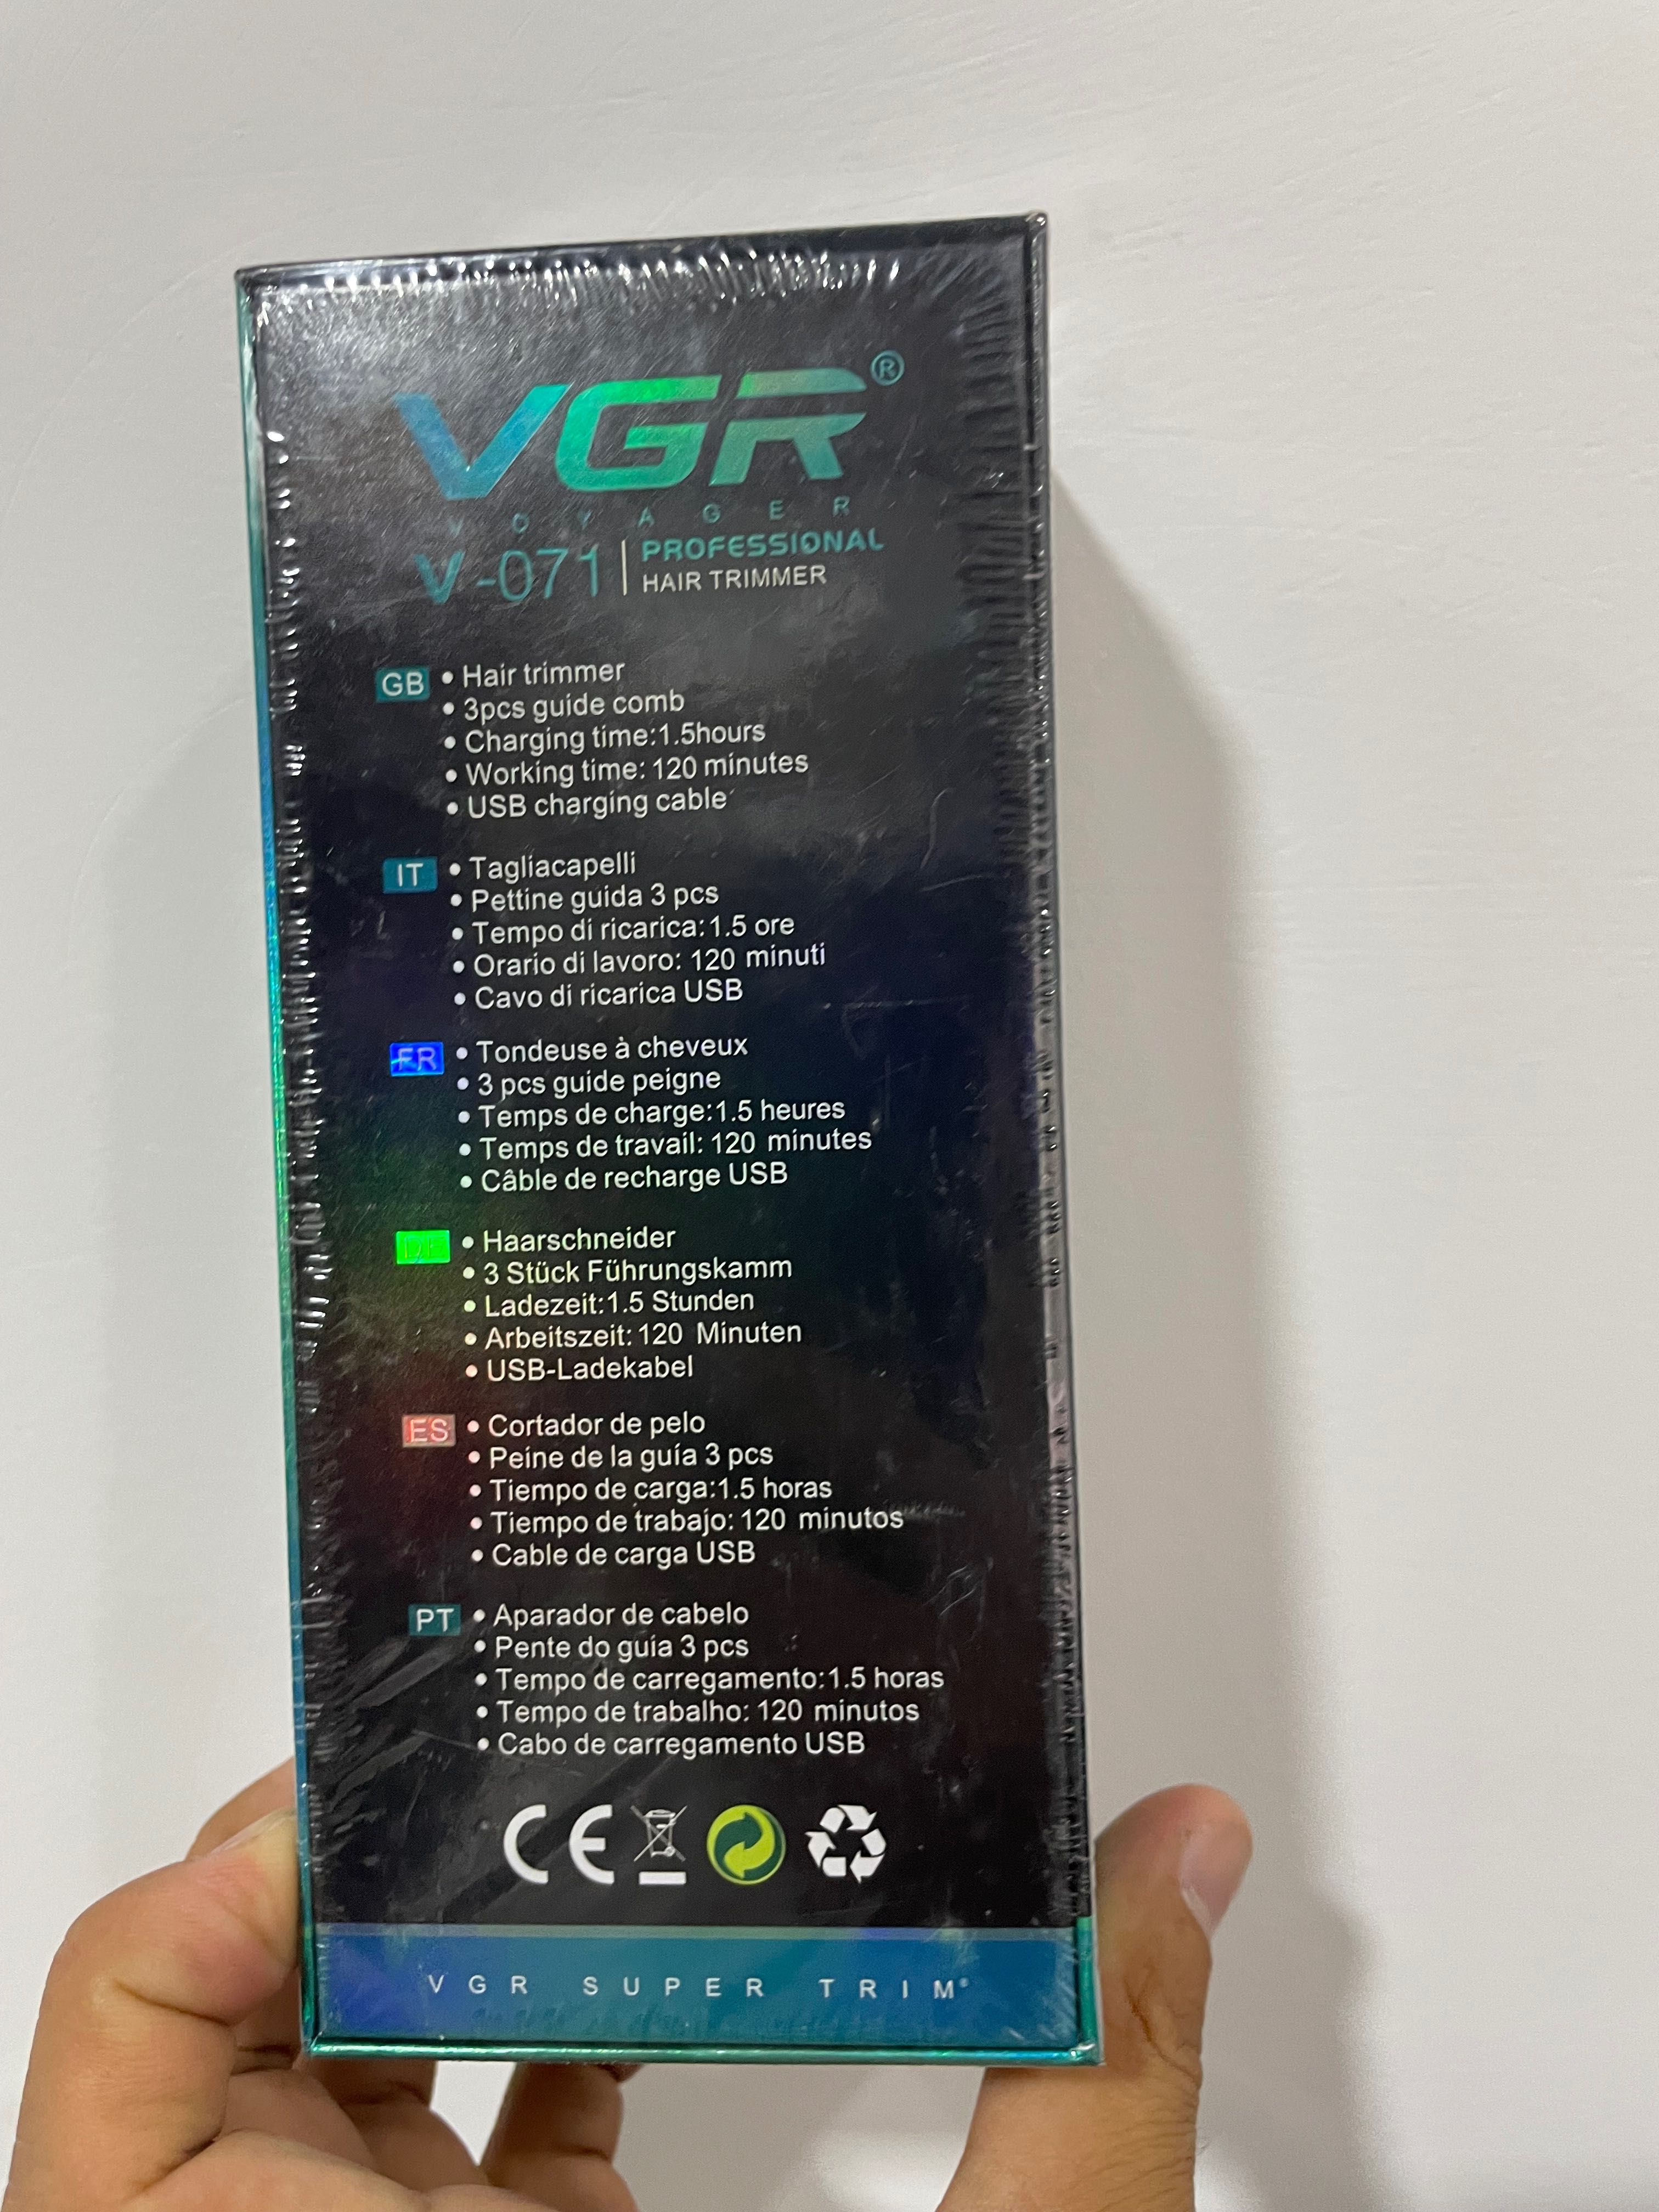 VGR®
VOYAGER
V-071 | PROFESSIONAL
HAIR TRIMMER
GB • Hair trimmer
• 3pcs guide comb
• Charging time:1.5hours
• Working time: 120 minutes
• USB charging cable
IT • Tagliacapelli
• Pettine guida 3 pcs
• Tempo di ricarica:1.5 ore
• Orario di lavoro: 120 minuti
• Cavo di ricarica USB
FR • Tondeuse à cheveux
• 3 pcs guide peigne
• Temps de charge:1.5 heures
• Temps de travail: 120 minutes
• Câble de recharge USB
DE • Haarschneider
• 3 Stück Führungskamm
• Ladezeit:1.5 Stunden
• Arbeitszeit: 120 Minuten
• USB-Ladekabel
ES • Cortador de pelo
• Peine de la guía 3 pcs
• Tiempo de carga:1.5 horas
• Tiempo de trabajo: 120 minutos
• Cable de carga USB
PT • Aparador de cabelo
• Pente do guía 3 pcs
• Tempo de carregamento:1.5 horas
• Tempo de trabalho: 120 minutos
• Cabo de carregamento USB
CE
VGR SUPER TRIM®